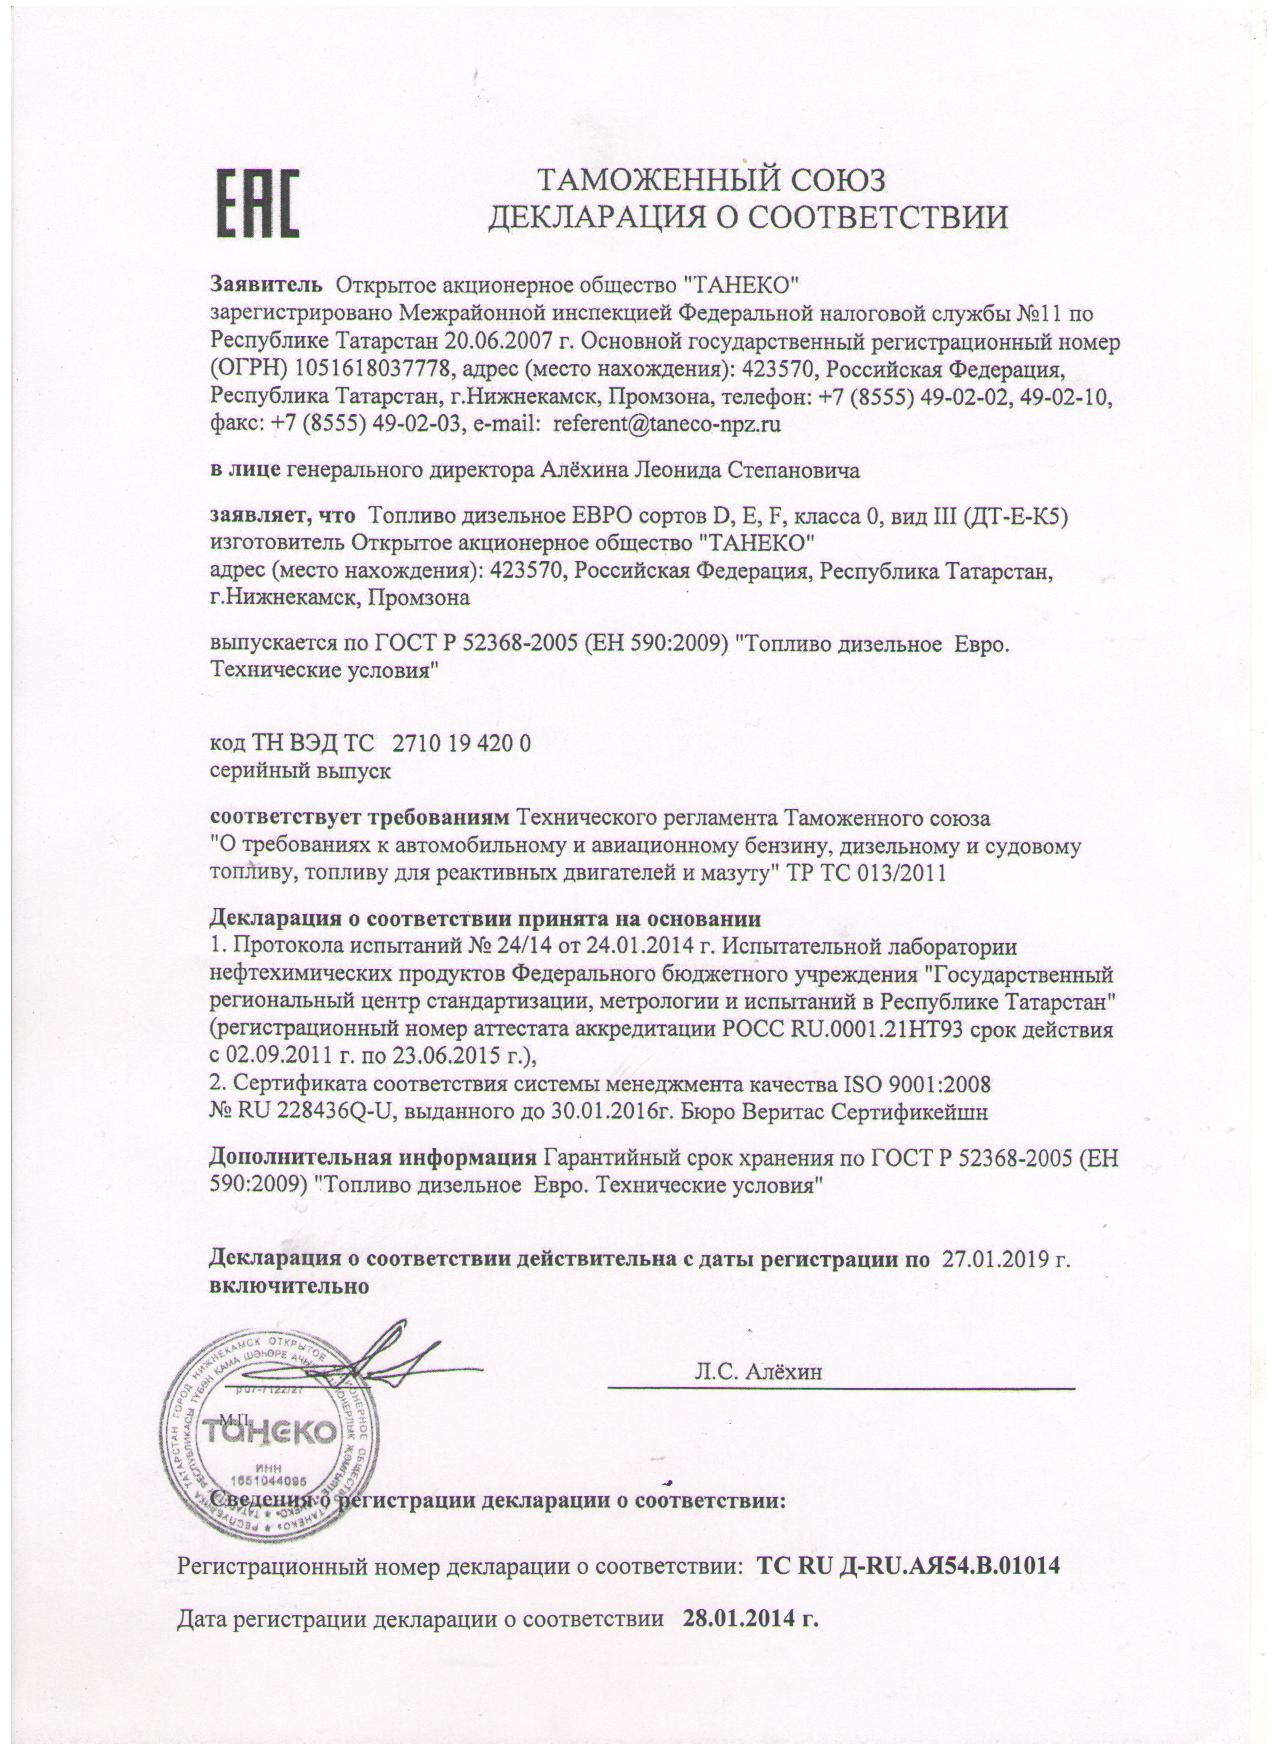 EAC
ТАМОЖЕННЫЙ СОЮЗ
ДЕКЛАРАЦИЯ О СООТВЕТСТВИИ
Заявитель Открытое акционерное общество "ТАНЕКО"
зарегистрировано Межрайонной инспекцией Федеральной налоговой службы №11 по
Республике Татарстан 20.06.2007 г. Основной государственный регистрационный номер
(ОГРН) 1051618037778, адрес (место нахождения): 423570, Российская Федерация,
Республика Татарстан, г.Нижнекамск, Промзона, телефон: +7 (8555) 49-02-02, 49-02-10,
факс: +7 (8555) 49-02-03, e-mail: referent@taneco-npz.ru
в лице генерального директора Алёхина Леонида Степановича
заявляет, что Топливо дизельное ЕВРО сортов D, E, F, класса 0, вид III (ДТ-Е-К5)
изготовитель Открытое акционерное общество "ТАНЕКО"
адрес (место нахождения): 423570, Российская Федерация, Республика Татарстан,
г.Нижнекамск, Промзона
выпускается по ГОСТ Р 52368-2005 (ЕН 590:2009) "Топливо дизельное Евро.
Технические условия"
код ТН ВЭД ТС 2710 19 420 0
серийный выпуск
соответствует требованиям Технического регламента Таможенного союза
"О требованиях к автомобильному и авиационному бензину, дизельному и судовому
топливу, топливу для реактивных двигателей и мазуту" ТР ТС 013/2011
Декларация о соответствии принята на основании
1. Протокола испытаний № 24/14 от 24.01.2014 г. Испытательной лаборатории
нефтехимических продуктов Федерального бюджетного учреждения "Государственный
региональный центр стандартизации, метрологии и испытаний в Республике Татарстан"
(регистрационный номер аттестата аккредитации РОСС RU.0001.21НТ93 срок действия
с 02.09.2011 г. по 23.06.2015 г.),
2. Сертификата соответствия системы менеджмента качества ISO 9001:2008
№ RU 228436Q-U, выданного до 30.01.2016г. Бюро Веритас Сертификейшн
Дополнительная информация Гарантийный срок хранения по ГОСТ Р 52368-2005 (ЕН
590:2009) "Топливо дизельное Евро. Технические условия"
Декларация о соответствии действительна с даты регистрации по 27.01.2019 г.
включительно
Л.С. Алёхин
М.П.
ТАНЕКО
ИНН
1651044095
РЕСПУБЛИКА ТАТАРСТАН ГОРОД НИЖНЕКАМСК ОТКРЫТОЕ АКЦИОНЕРНОЕ ОБЩЕСТВО «ТАНЕКО»
Сведения о регистрации декларации о соответствии:
Регистрационный номер декларации о соответствии: ТС RU Д-RU.АЯ54.В.01014
Дата регистрации декларации о соответствии 28.01.2014 г.